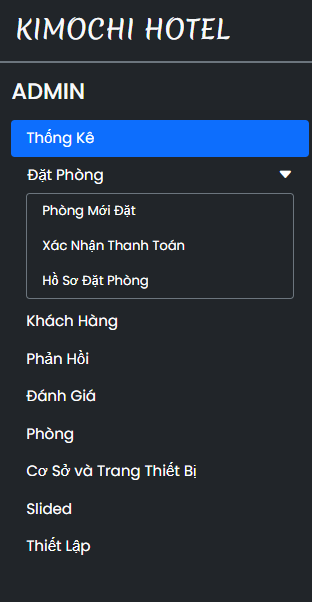 KIMOCHI HOTEL
ADMIN
Thống Kê
Đặt Phòng
Phòng Mới Đặt
Xác Nhận Thanh Toán
Hồ Sơ Đặt Phòng
Khách Hàng
Phản Hồi
Đánh Giá
Phòng
Cơ Sở và Trang Thiết Bị
Slided
Thiết Lập